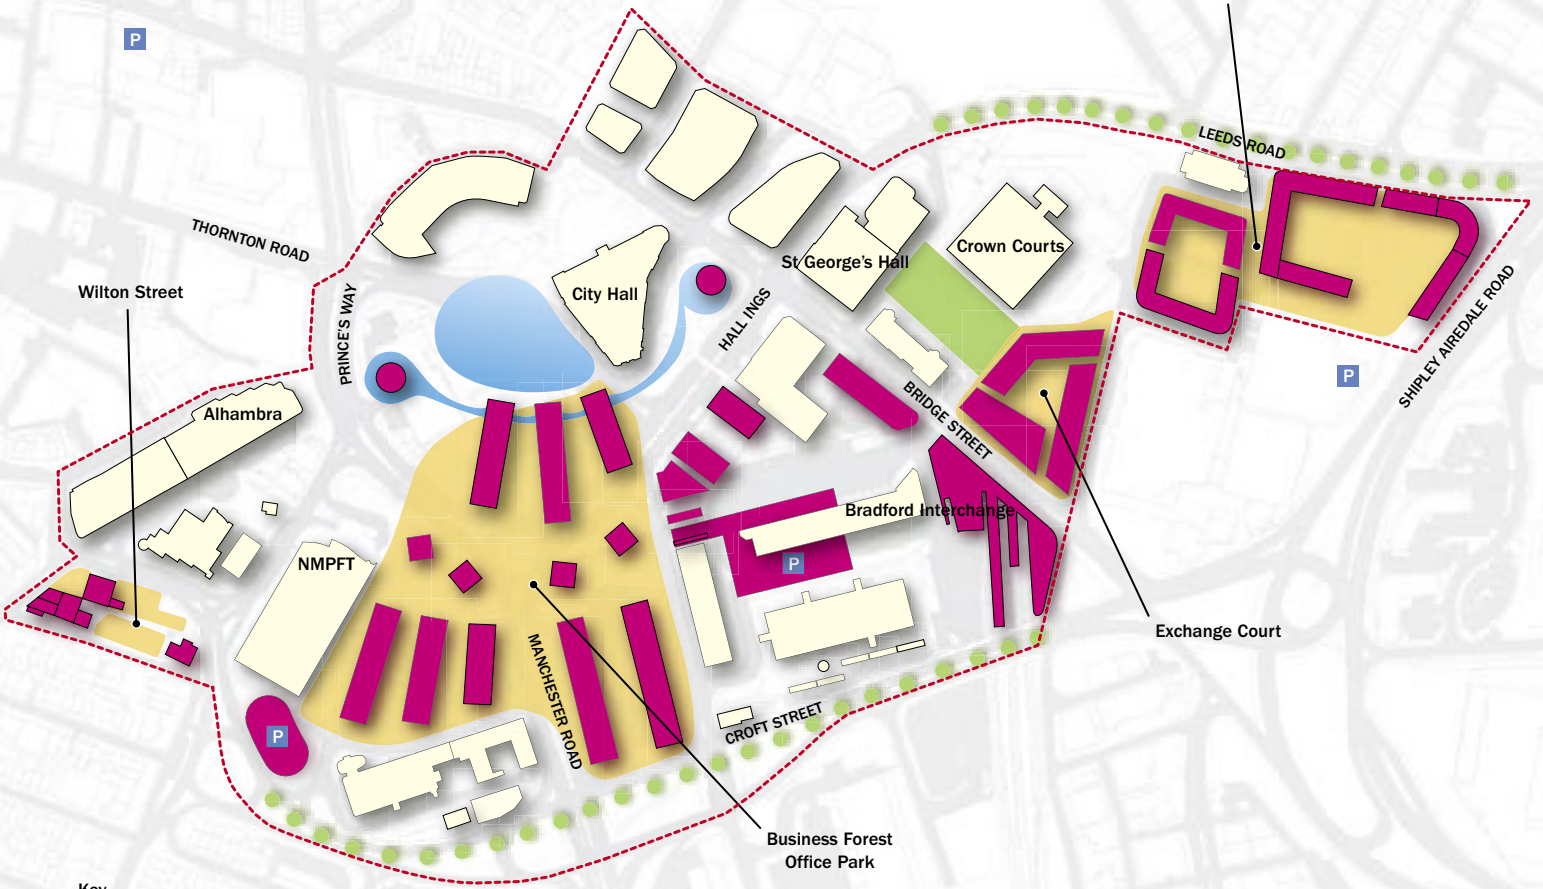 P
LEEDS ROAD
THORNTON ROAD
St George's Hall
Crown Courts
Wilton Street
City Hall
PRINCE'S WAY
HALL INGS
SHIPLEY AIREDALE ROAD
P
Alhambra
BRIDGE STREET
Bradford Interchange
NMPFT
P
Exchange Court
MANCHESTER ROAD
CROFT STREET
P
Business Forest
Office Park
Key